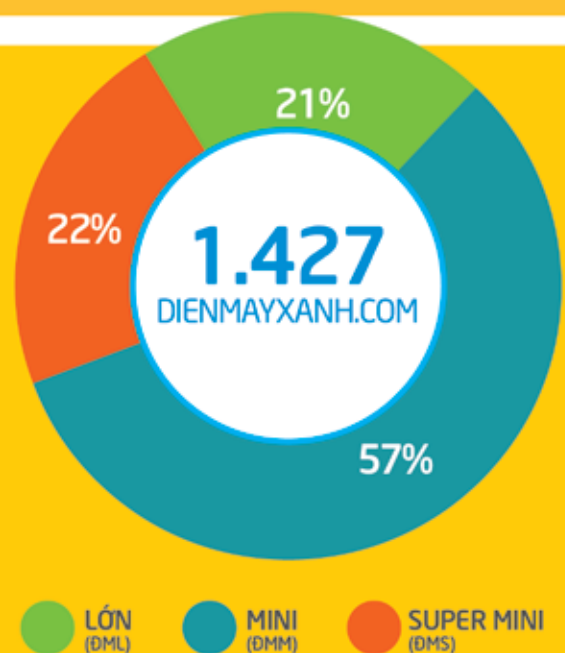 21%
22%
1.427
DIENMAYXANH.COM
57%
LỚN
(ĐML)
MINI
(ĐMM)
SUPER MINI
(ĐMS)